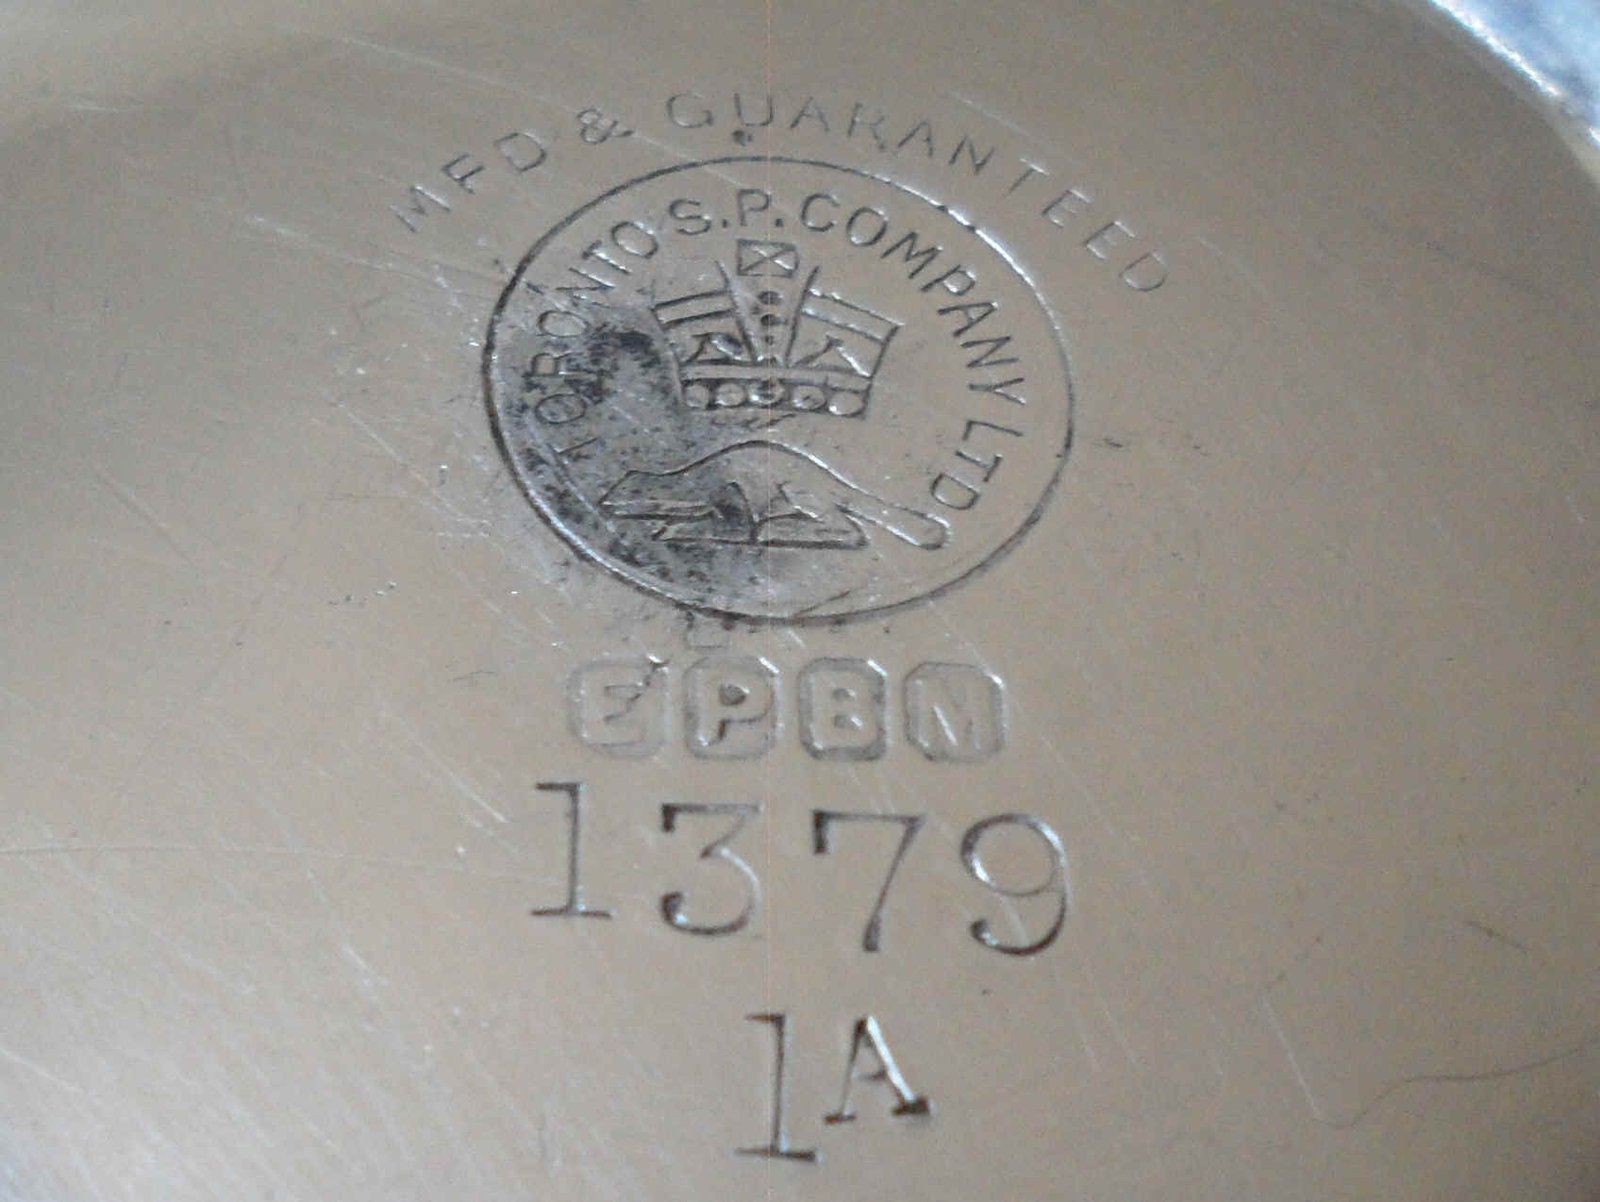 MFD & GUARANTEED
TORONTO S.P. COMPANY LTD
EPBM
1379
1A